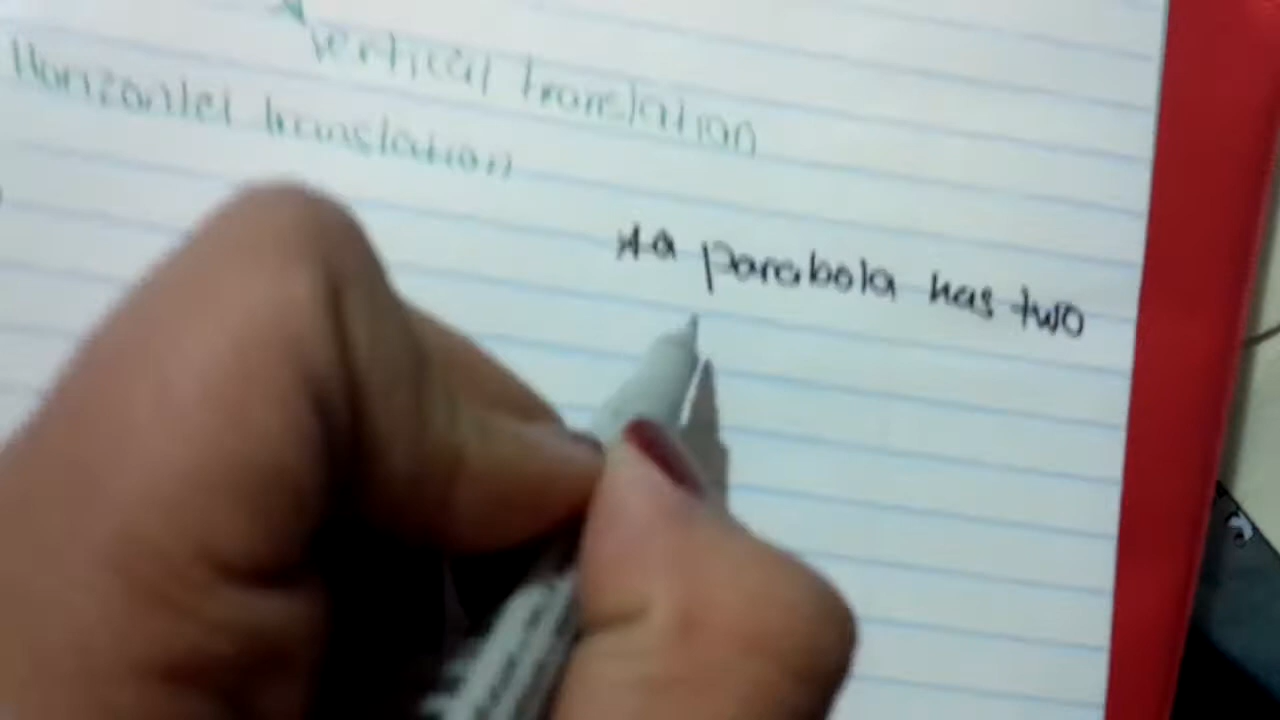 vertical translation
Horizontal translation
*a parabola has two